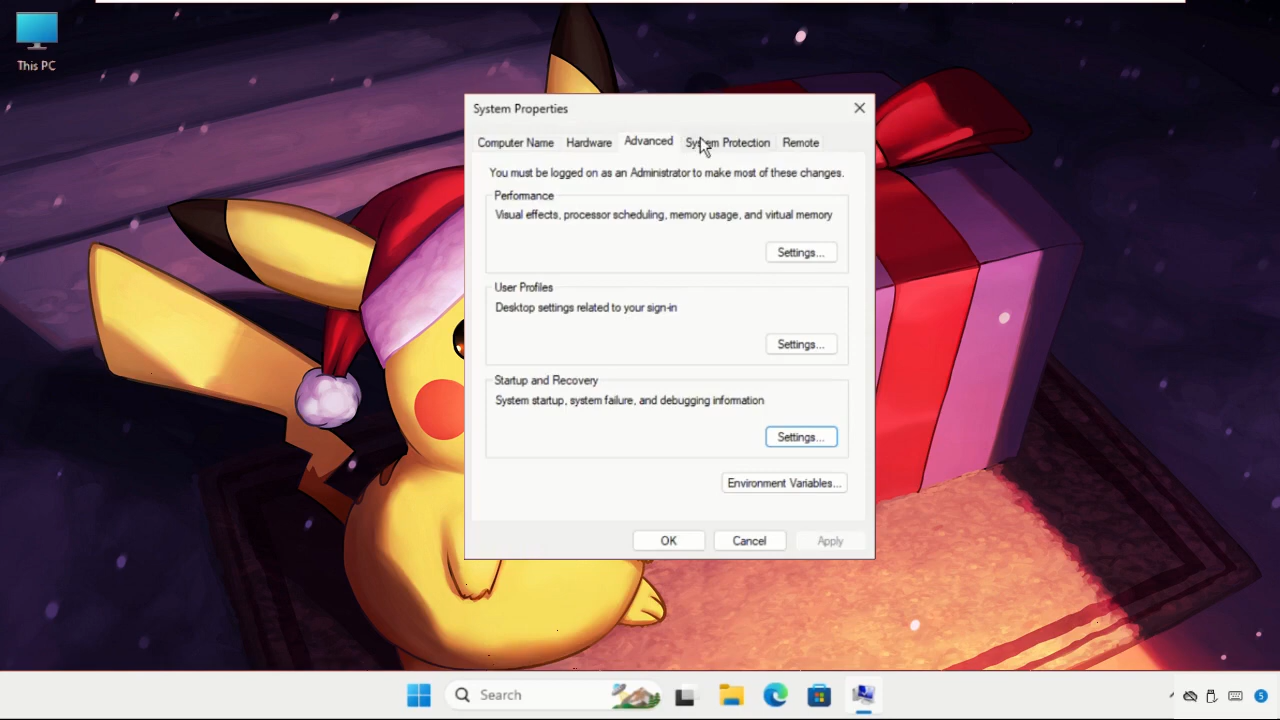 This PC
System Properties
Computer Name
Hardware
Advanced
System Protection
Remote
You must be logged on as an Administrator to make most of these changes.
Performance
Visual effects, processor scheduling, memory usage, and virtual memory
Settings...
User Profiles
Desktop settings related to your sign-in
Settings...
Startup and Recovery
System startup, system failure, and debugging information
Settings...
Environment Variables...
OK
Cancel
Apply
Search
5